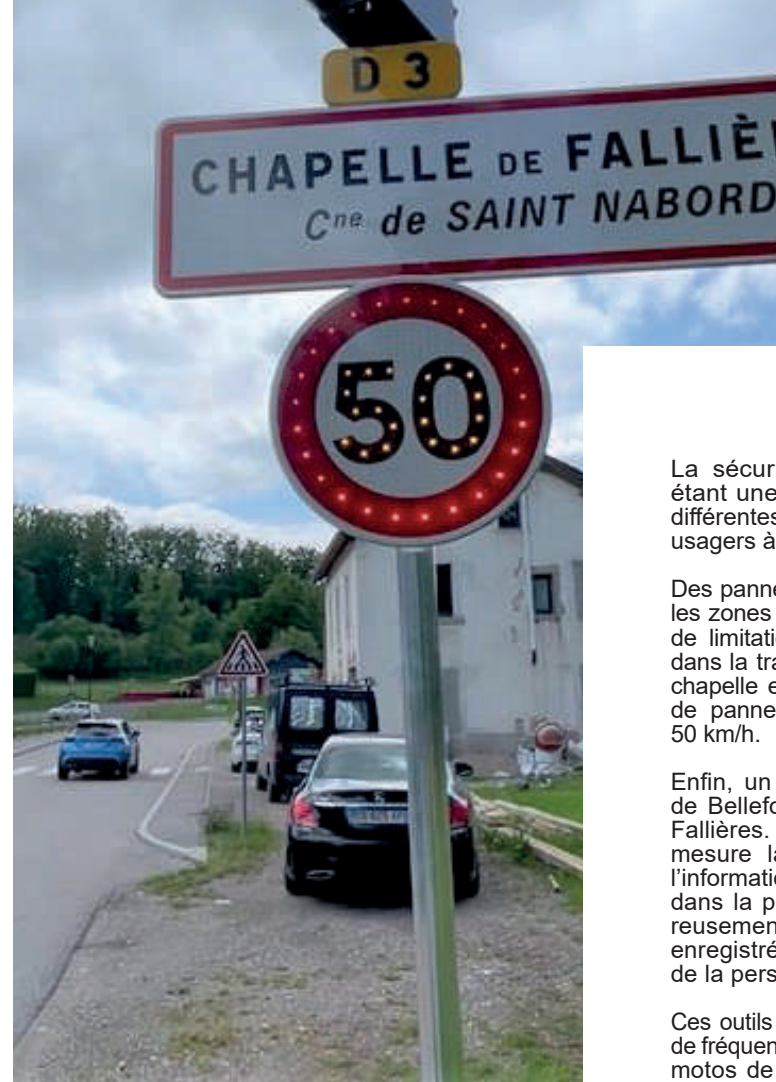 D 3
CHAPELLE DE FALLIÈ
Cne de SAINT NABORD
50
La sécur
étant une
différentes
usagers à
Des panne
les zones
de limitati
dans la tra
chapelle e
de panne
50 km/h.
Enfin, un
de Bellefo
Fallières.
mesure la
l'informatio
dans la p
reusemen
enregistré
de la pers
Ces outils
de fréquen
motos de